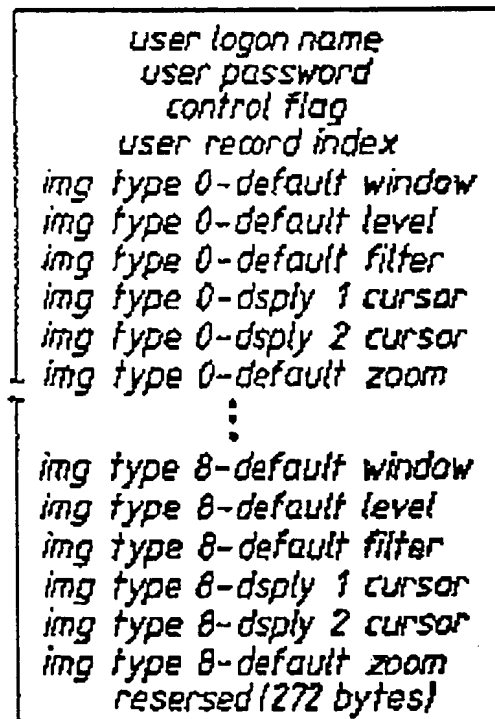 user logon name
user password
control flag
user record index
img type 0-default window
img type 0-default level
img type 0-default filter
img type 0-dsply 1 cursor
img type 0-dsply 2 cursor
img type 0-default zoom
img type 8-default window
img type 8-default level
img type 8-default filter
img type 8-dsply 1 cursor
img type 8-dsply 2 cursor
img type 8-default zoom
resersed (272 bytes)